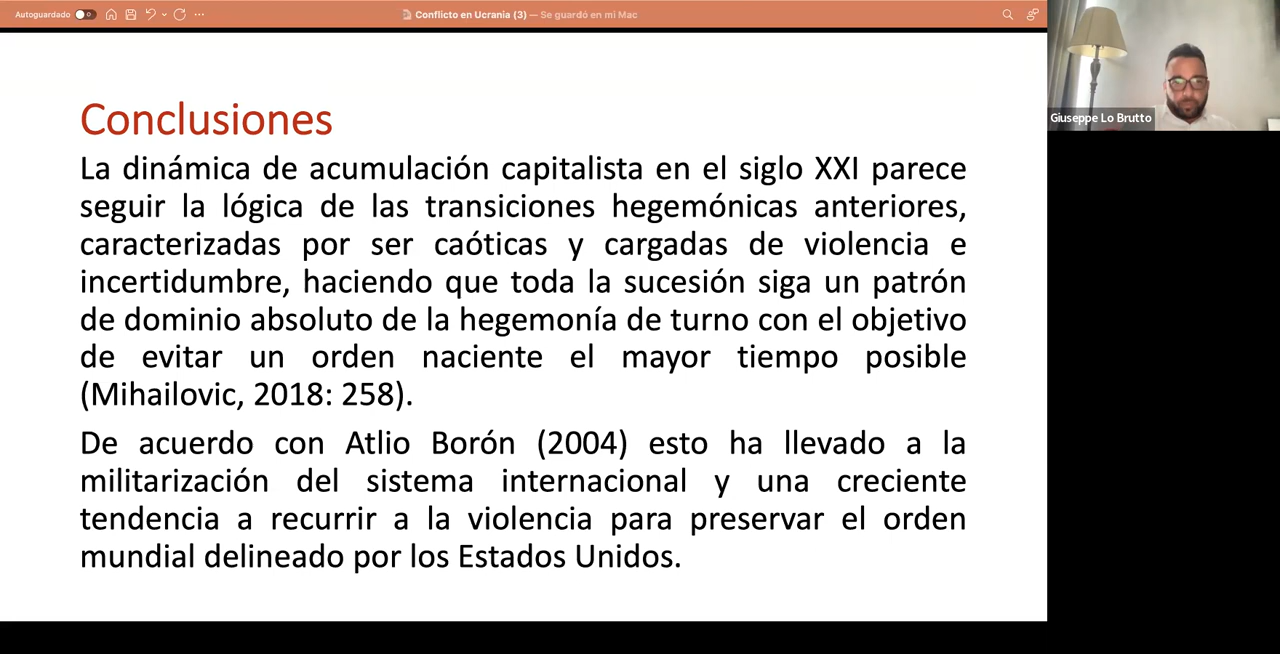 Autoguardado
Conflicto en Ucrania (3) — Se guardó en mi Mac
Conclusiones
La dinámica de acumulación capitalista en el siglo XXI parece
seguir la lógica de las transiciones hegemónicas anteriores,
caracterizadas por ser caóticas y cargadas de violencia e
incertidumbre, haciendo que toda la sucesión siga un patrón
de dominio absoluto de la hegemonía de turno con el objetivo
de evitar un orden naciente el mayor tiempo posible
(Mihailovic, 2018: 258).
De acuerdo con Atlio Borón (2004) esto ha llevado a la
militarización del sistema internacional y una creciente
tendencia a recurrir a la violencia para preservar el orden
mundial delineado por los Estados Unidos.
Giuseppe Lo Brutto